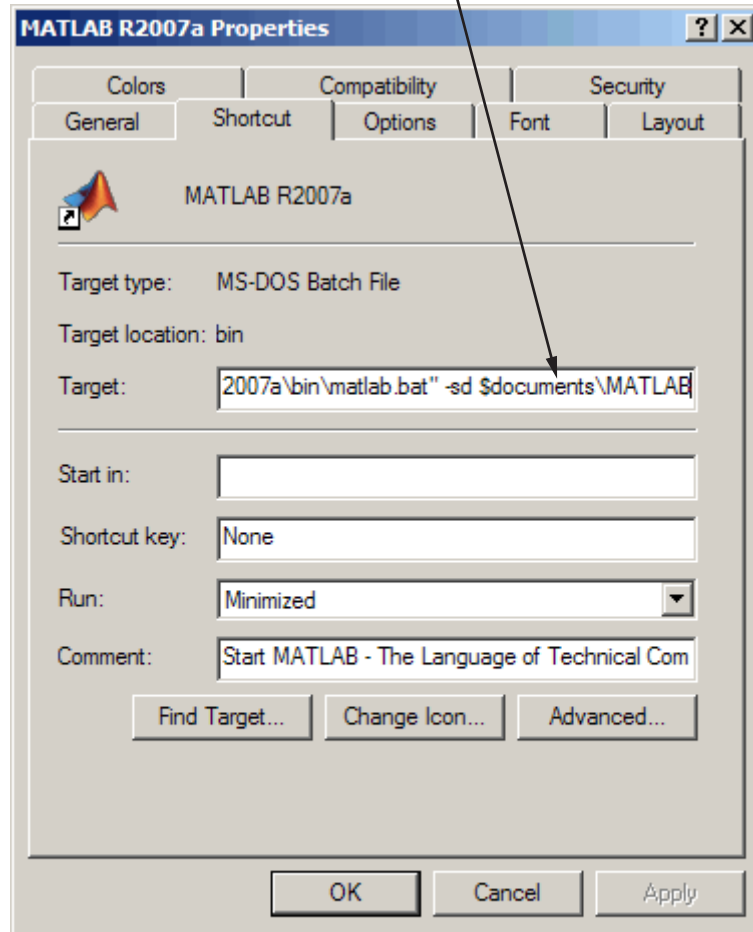 MATLAB R2007a Properties
Colors Compatibility Security
General Shortcut Options Font Layout
MATLAB R2007a
Target type: MS-DOS Batch File
Target location: bin
Target: 2007a\bin\matlab.bat" -sd $documents\MATLAB
Start in:
Shortcut key: None
Run: Minimized
Comment: Start MATLAB - The Language of Technical Com
Find Target... Change Icon... Advanced...
OK Cancel Apply